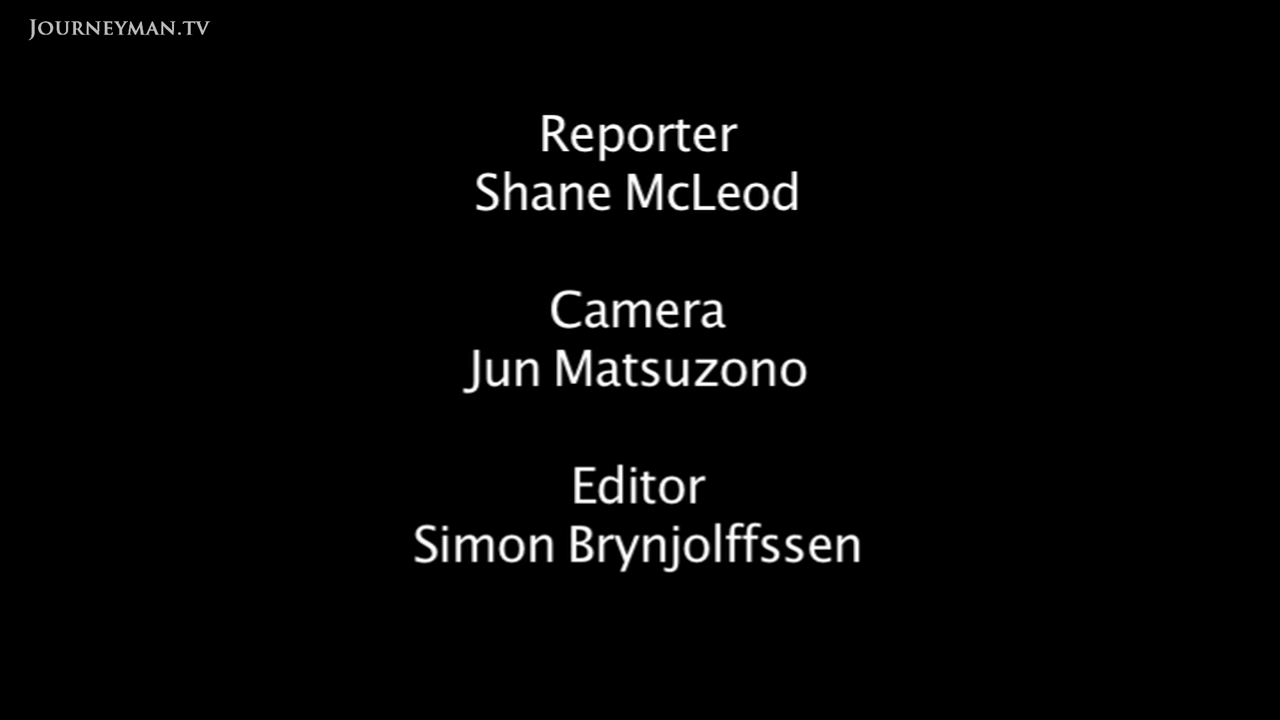 JOURNEYMAN.TV
Reporter
Shane McLeod
Camera
Jun Matsuzono
Editor
Simon Brynjolffssen